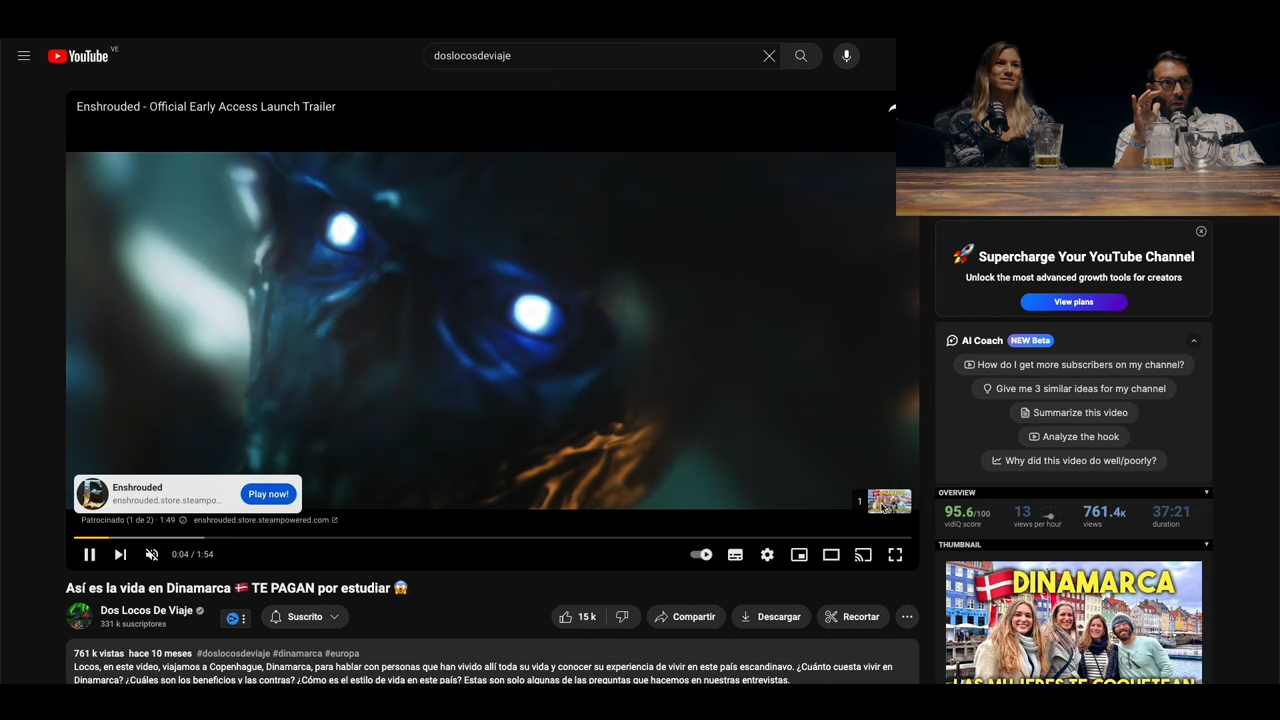 YouTube VE
doslocosdeviaje
Enshrouded - Official Early Access Launch Trailer
Supercharge Your YouTube Channel
Unlock the most advanced growth tools for creators
View plans
AI Coach NEW Beta
How do I get more subscribers on my channel?
Give me 3 similar ideas for my channel
Summarize this video
Analyze the hook
Why did this video do well/poorly?
Enshrouded
enshrouded.store.steampo...
Play now!
1
Patrocinado (1 de 2) · 1:49 enshrouded.store.steampowered.com
0:04 / 1:54
OVERVIEW
95.6/100 13 761.4K 37:21
vidIQ score views per hour views duration
THUMBNAIL
DINAMARCA
LAS MUJERES TE COQUETEAN
Así es la vida en Dinamarca 🇩🇰 TE PAGAN por estudiar 😱
Dos Locos De Viaje
331 k suscriptores
Suscrito
15 k
Compartir
Descargar
Recortar
761 k vistas hace 10 meses #doslocosdeviaje #dinamarca #europa
Locos, en este video, viajamos a Copenhague, Dinamarca, para hablar con personas que han vivido allí toda su vida y conocer su experiencia de vivir en este país escandinavo. ¿Cuánto cuesta vivir en
Dinamarca? ¿Cuáles son los beneficios y las contras? ¿Cómo es el estilo de vida en este país? Estas son solo algunas de las preguntas que hacemos en nuestras entrevistas.